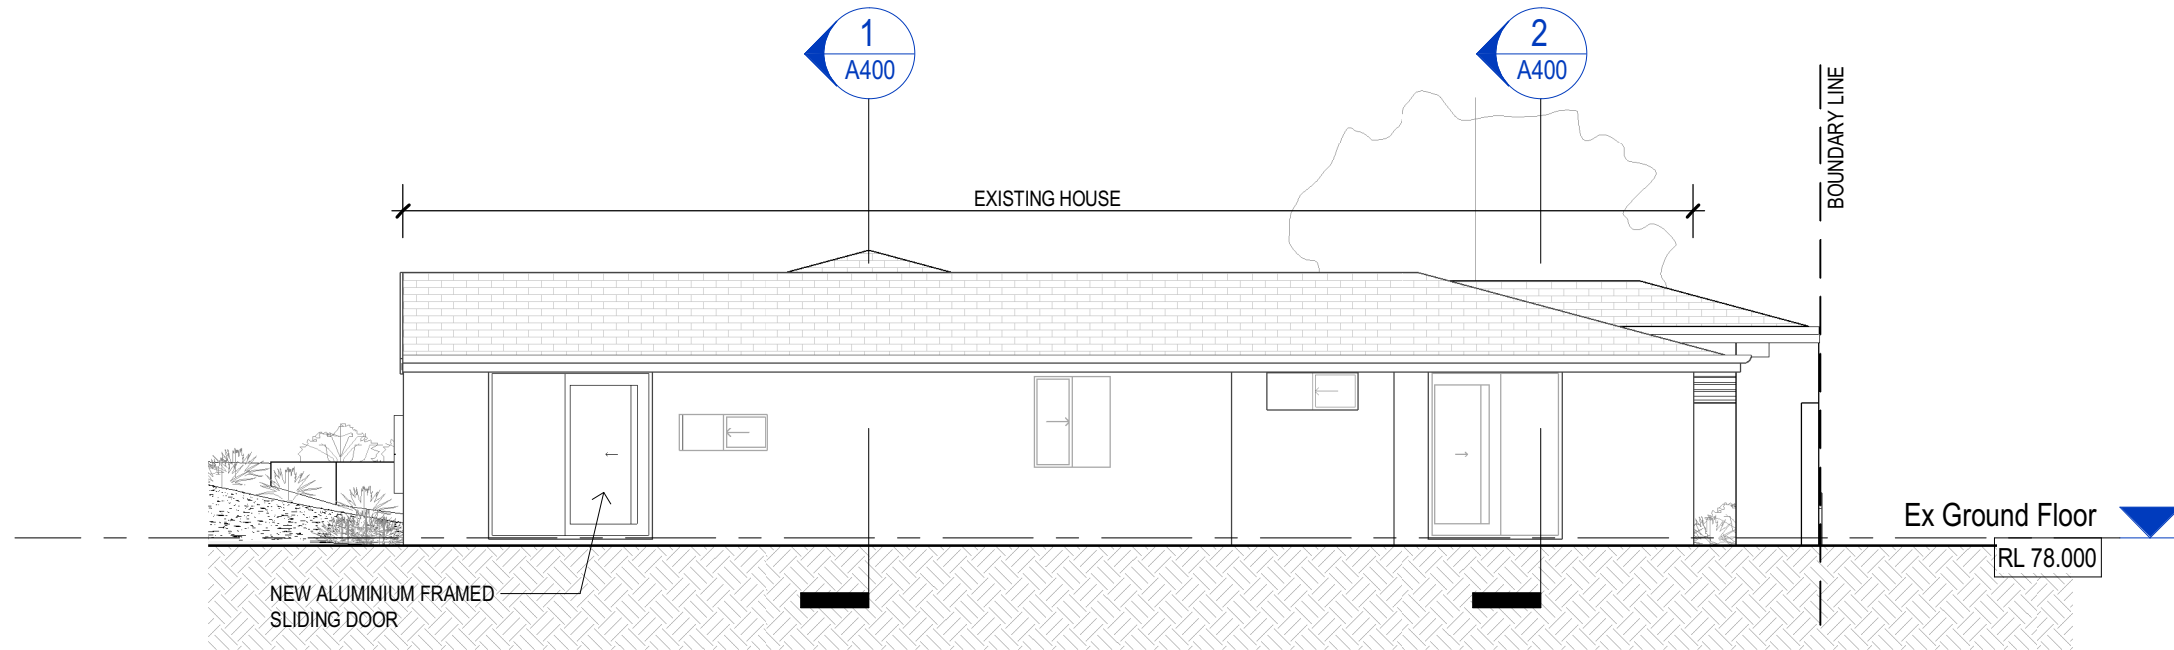 1
A400
2
A400
BOUNDARY LINE
EXISTING HOUSE
Ex Ground Floor
RL 78.000
NEW ALUMINIUM FRAMED
SLIDING DOOR